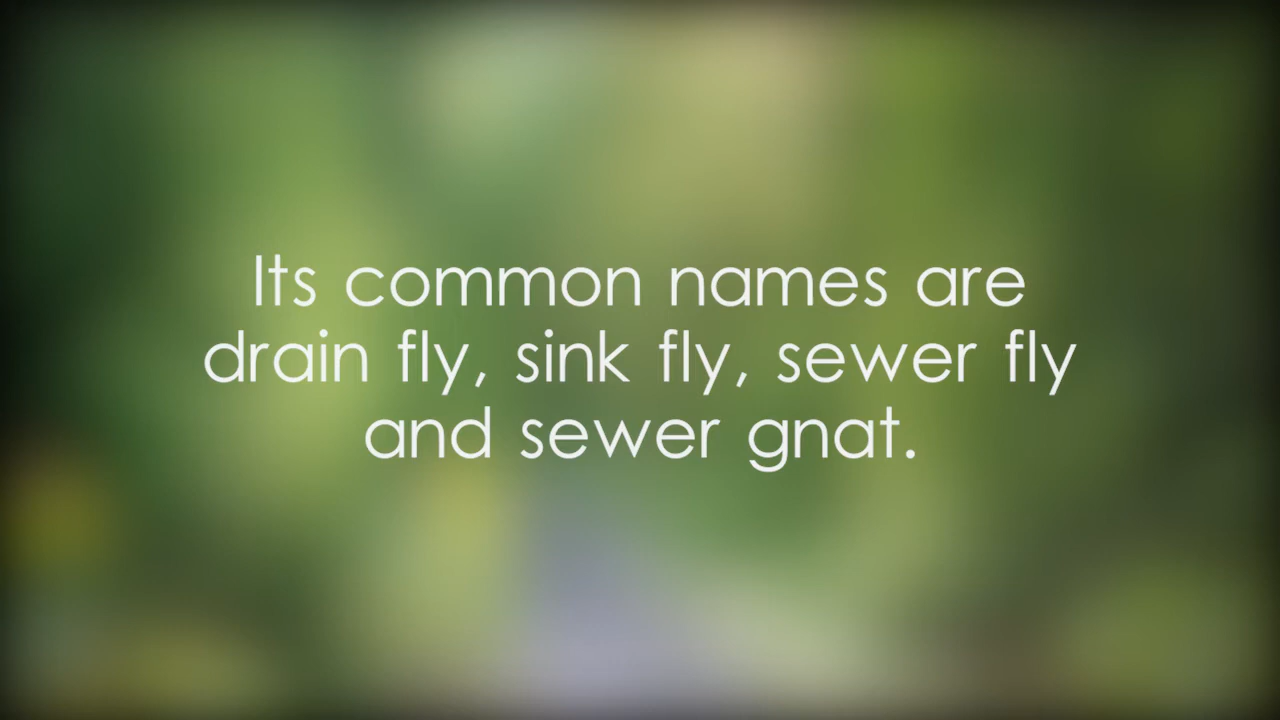 Its common names are
drain fly, sink fly, sewer fly
and sewer gnat.